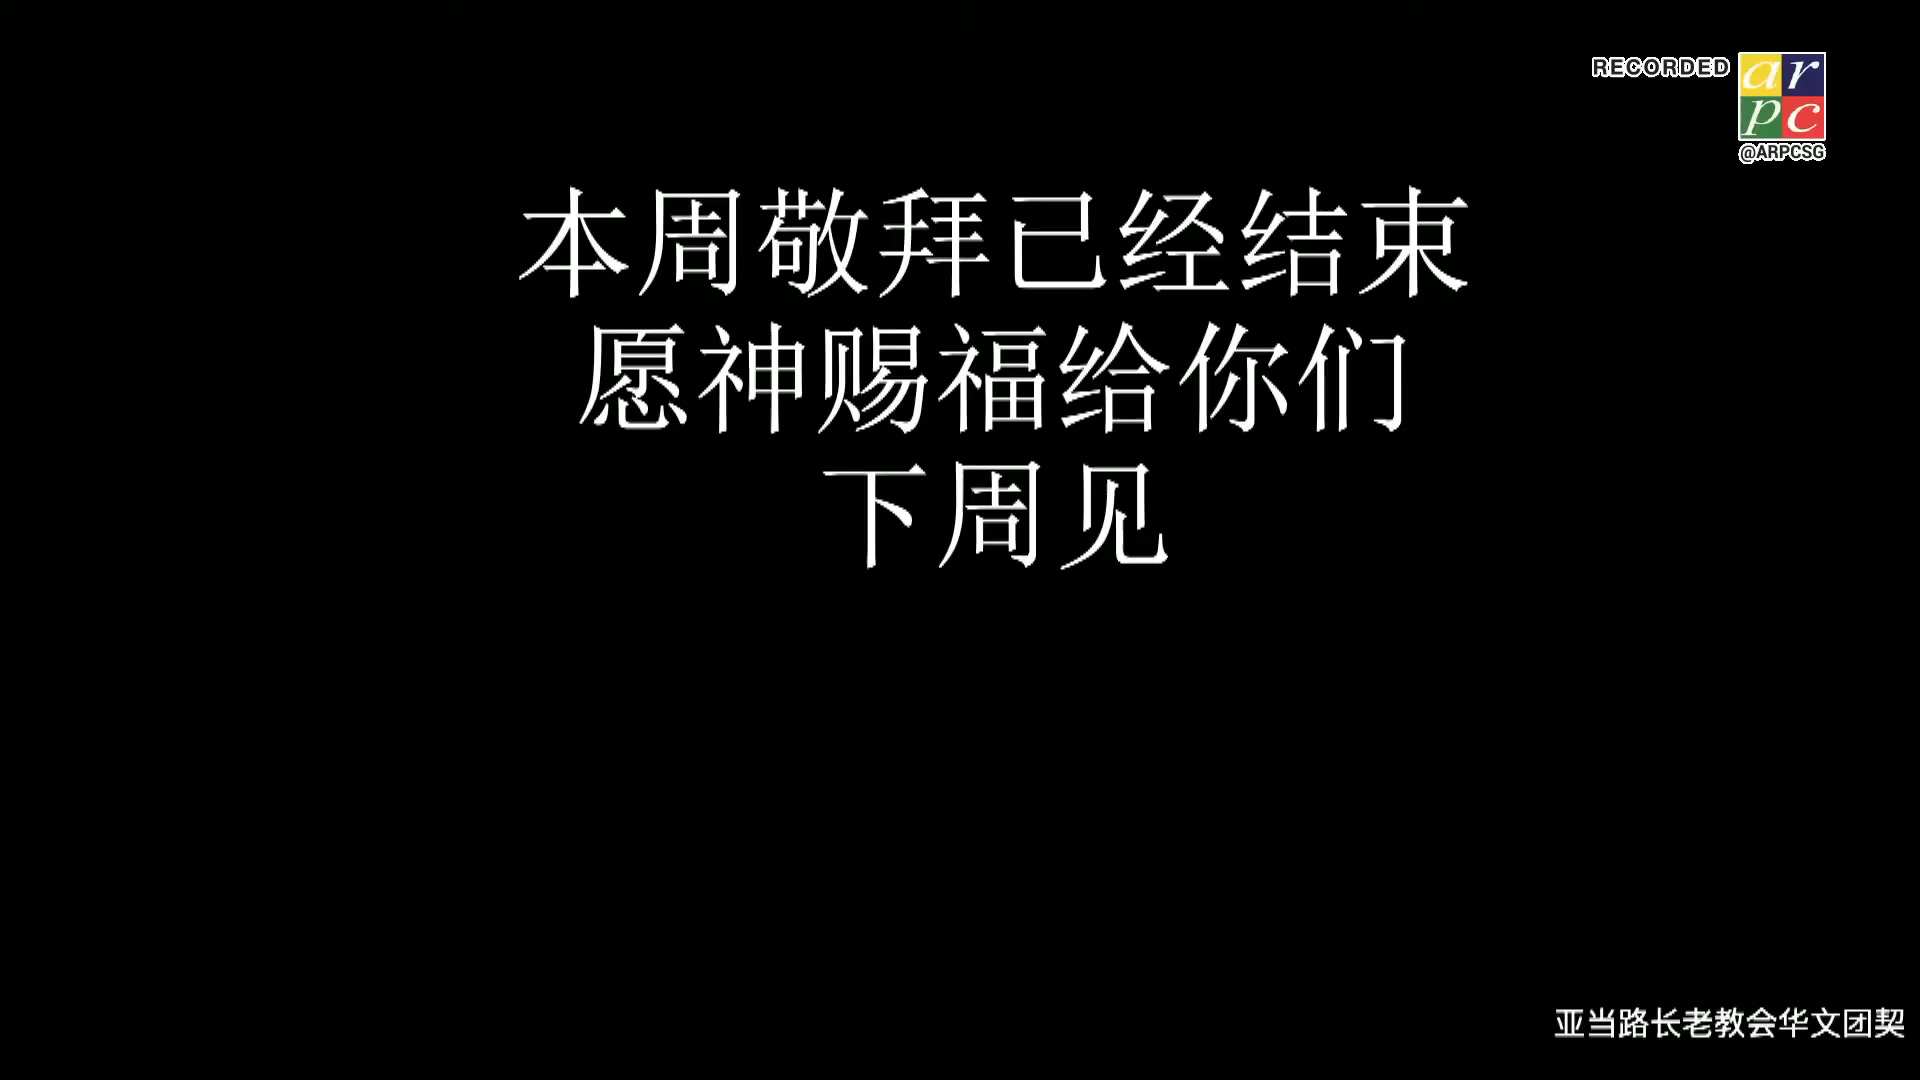 RECORDED
ar
pc
@ARPCSG
本周敬拜已经结束
愿神赐福给你们
下周见
亚当路长老教会华文团契